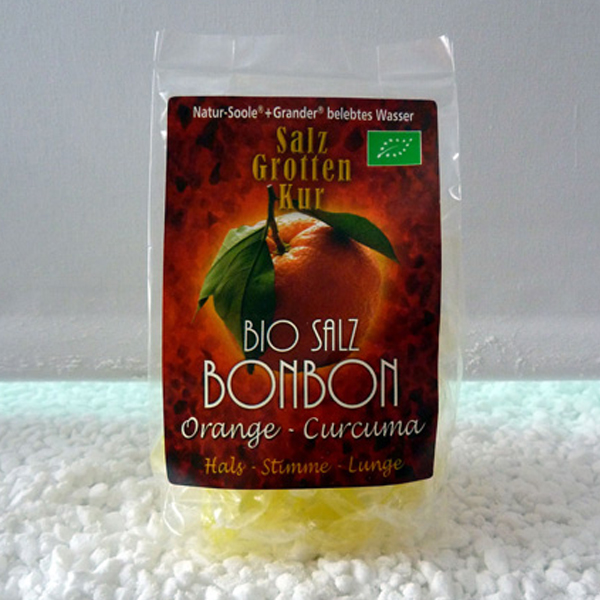 Natur-Soole®+Grander® belebtes Wasser
Salz
Grotten
Kur
BIO SALZ
BONBON
Orange - Curcuma
Hals - Stimme - Lunge